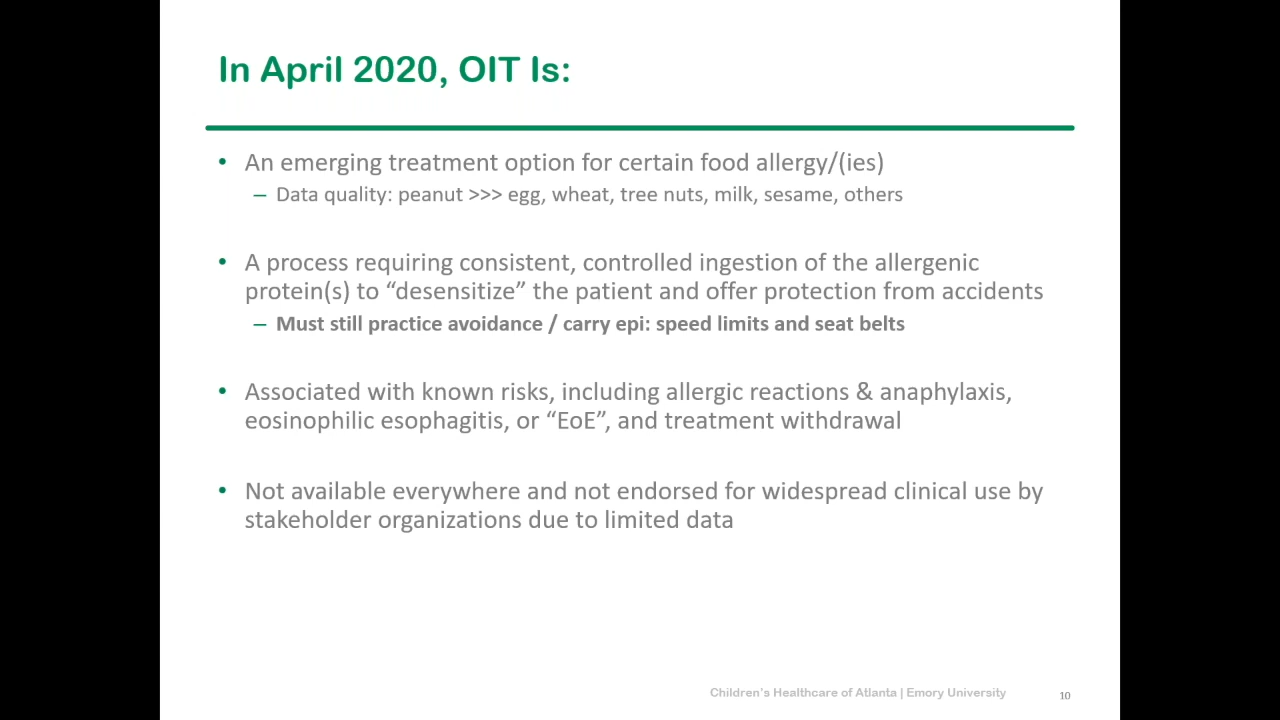 In April 2020, OIT Is:
• An emerging treatment option for certain food allergy/(ies)
– Data quality: peanut >>> egg, wheat, tree nuts, milk, sesame, others
• A process requiring consistent, controlled ingestion of the allergenic
protein(s) to “desensitize” the patient and offer protection from accidents
– Must still practice avoidance / carry epi: speed limits and seat belts
• Associated with known risks, including allergic reactions & anaphylaxis,
eosinophilic esophagitis, or “EoE”, and treatment withdrawal
• Not available everywhere and not endorsed for widespread clinical use by
stakeholder organizations due to limited data
Children’s Healthcare of Atlanta | Emory University
10